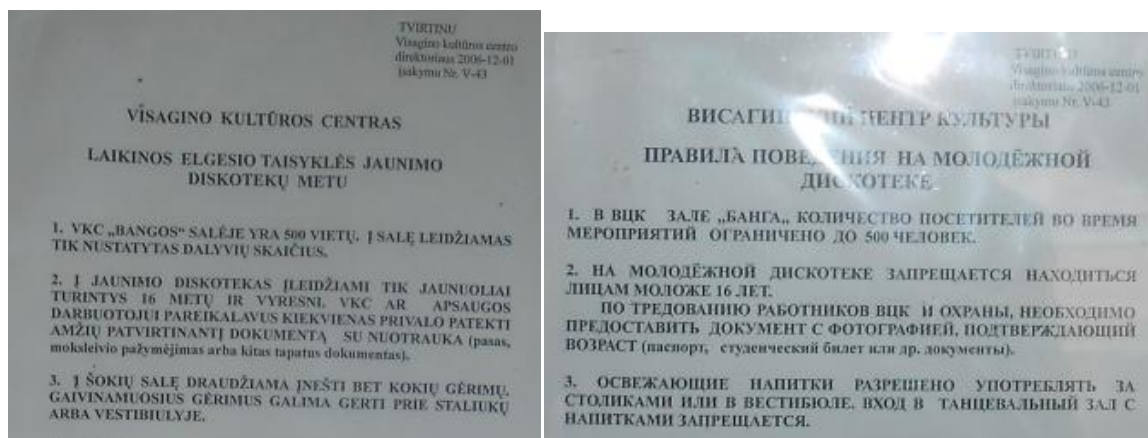 TVIRTINU
Visagino kultūros centro
direktoriaus 2006-12-01
įsakymu Nr. V-43
VISAGINO KULTŪROS CENTRAS
LAIKINOS ELGESIO TAISYKLĖS JAUNIMO
DISKOTEKŲ METU
1. VKC „BANGOS“ SALĖJE YRA 500 VIETŲ. Į SALĘ LEIDŽIAMAS
TIK NUSTATYTAS DALYVIŲ SKAIČIUS.
2. Į JAUNIMO DISKOTEKAS ĮLEIDŽIAMI TIK JAUNUOLIAI
TURINTYS 16 METŲ IR VYRESNI. VKC AR APSAUGOS
DARBUOTOJUI PAREIKALAVUS KIEKVIENAS PRIVALO PATEKTI
AMŽIŲ PATVIRTINANTĮ DOKUMENTĄ SU NUOTRAUKA (pasas,
moksleivio pažymėjimas arba kitas tapatus dokumentas).
3. Į ŠOKIŲ SALĘ DRAUDŽIAMA ĮNEŠTI BET KOKIŲ GĖRIMŲ.
GAIVINAMUOSIUS GĖRIMUS GALIMA GERTI PRIE STALIUKŲ
ARBA VESTIBIULYJE.
TVIRTINU
Visagino kultūros centro
direktoriaus 2006-12-01
įsakymu Nr. V-43
ВИСАГИНСКИЙ ЦЕНТР КУЛЬТУРЫ
ПРАВИЛА ПОВЕДЕНИЯ НА МОЛОДЁЖНОЙ
ДИСКОТЕКЕ
1. В ВЦК ЗАЛЕ „БАНГА„ КОЛИЧЕСТВО ПОСЕТИТЕЛЕЙ ВО ВРЕМЯ
МЕРОПРИЯТИЙ ОГРАНИЧЕНО ДО 500 ЧЕЛОВЕК.
2. НА МОЛОДЁЖНОЙ ДИСКОТЕКЕ ЗАПРЕЩАЕТСЯ НАХОДИТЬСЯ
ЛИЦАМ МОЛОЖЕ 16 ЛЕТ.
ПО ТРЕДОВАНИЮ РАБОТНИКОВ ВЦК И ОХРАНЫ, НЕОБХОДИМО
ПРЕДОСТАВИТЬ ДОКУМЕНТ С ФОТОГРАФИЕЙ, ПОДТВЕРЖДАЮЩИЙ
ВОЗРАСТ (паспорт, студенческий билет или др. документы).
3. ОСВЕЖАЮЩИЕ НАПИТКИ РАЗРЕШЕНО УПОТРЕБЛЯТЬ ЗА
СТОЛИКАМИ ИЛИ В ВЕСТИБЮЛЕ. ВХОД В ТАНЦЕВАЛЬНЫЙ ЗАЛ С
НАПИТКАМИ ЗАПРЕЩАЕТСЯ.